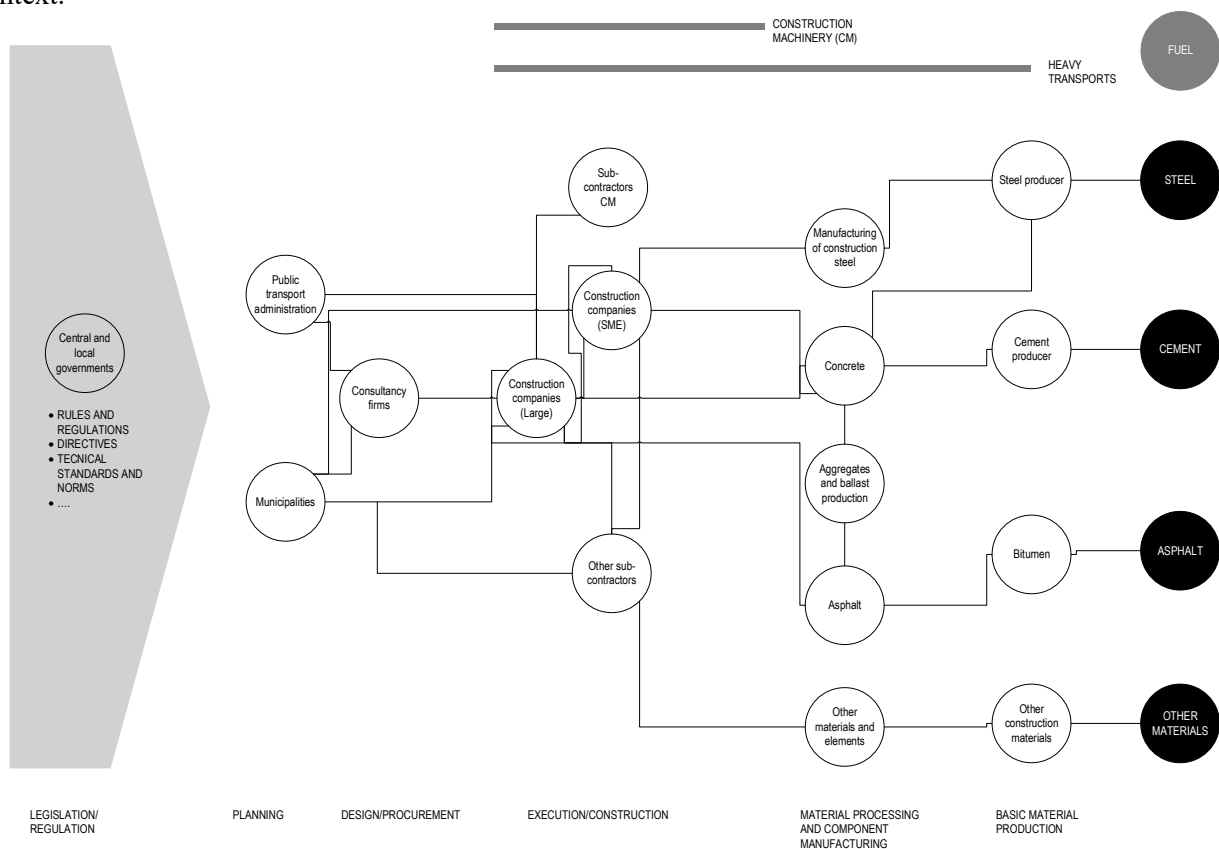 ntext.
CONSTRUCTION
MACHINERY (CM)
FUEL
HEAVY
TRANSPORTS
Sub-
contractors
CM
Steel producer
STEEL
Manufacturing
of construction
steel
Public
transport
administration
Construction
companies
(SME)
Central and
local
governments
Cement
producer
CEMENT
Concrete
Consultancy
firms
Construction
companies
(Large)
• RULES AND
REGULATIONS
• DIRECTIVES
• TECNICAL
STANDARDS AND
NORMS
• ....
Aggregates
and ballast
production
Municipalities
Other sub-
contractors
Bitumen
ASPHALT
Asphalt
Other
materials and
elements
Other
construction
materials
OTHER
MATERIALS
LEGISLATION/
REGULATION
PLANNING
DESIGN/PROCUREMENT
EXECUTION/CONSTRUCTION
MATERIAL PROCESSING
AND COMPONENT
MANUFACTURING
BASIC MATERIAL
PRODUCTION